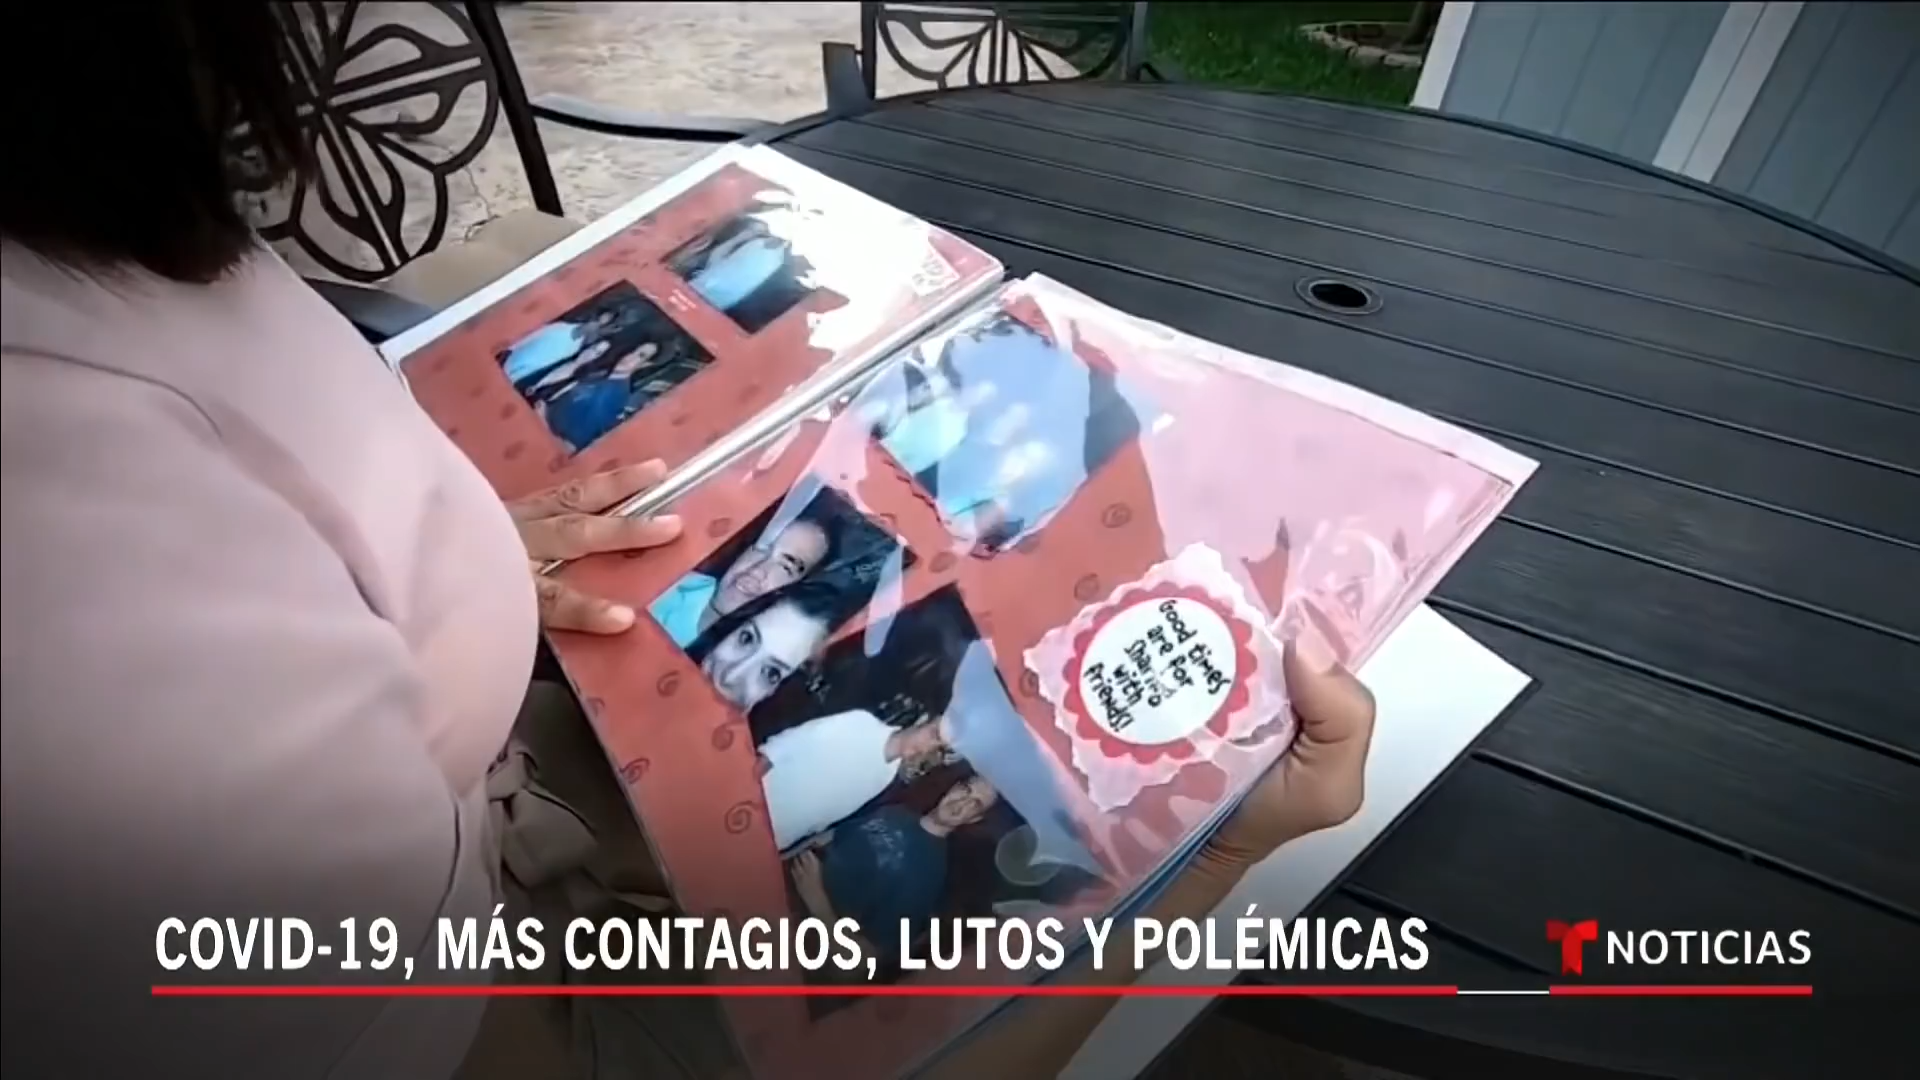 Good times
are for
sharing
with
friends!
COVID-19, MÁS CONTAGIOS, LUTOS Y POLÉMICAS
NOTICIAS